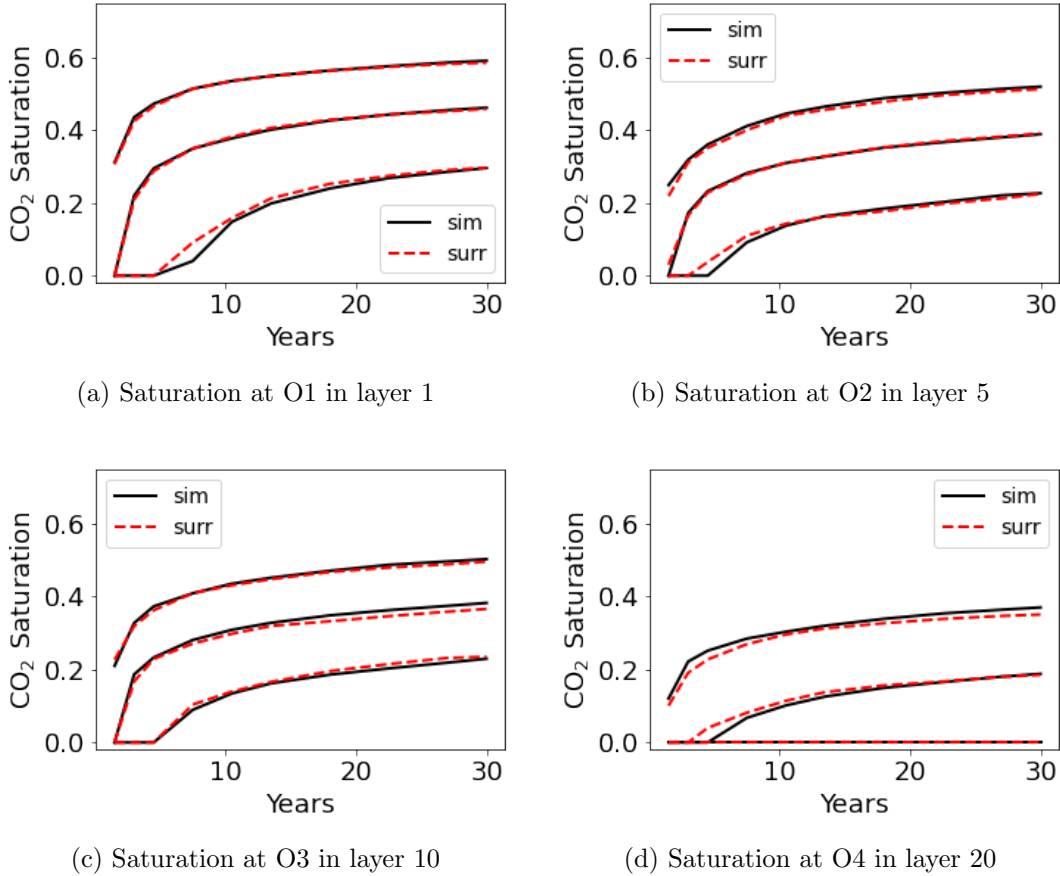 CO₂ Saturation
0.6
0.4
0.2
0.0
sim
surr
10 20 30
Years
(a) Saturation at O1 in layer 1
CO₂ Saturation
0.6
0.4
0.2
0.0
sim
surr
10 20 30
Years
(b) Saturation at O2 in layer 5
CO₂ Saturation
0.6
0.4
0.2
0.0
sim
surr
10 20 30
Years
(c) Saturation at O3 in layer 10
CO₂ Saturation
0.6
0.4
0.2
0.0
sim
surr
10 20 30
Years
(d) Saturation at O4 in layer 20